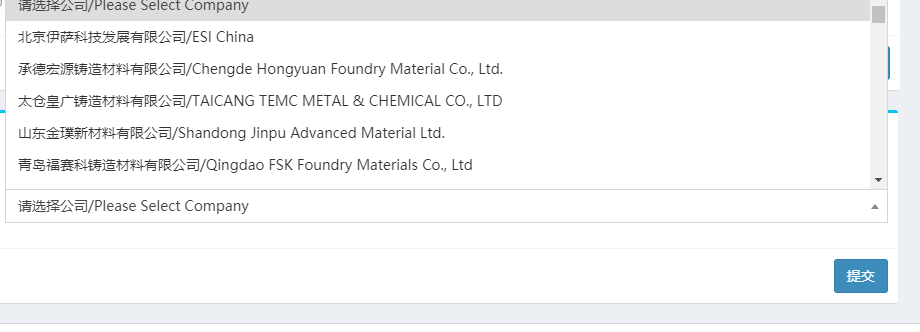 请选择公司/Please Select Company
北京伊萨科技发展有限公司/ESI China
承德宏源铸造材料有限公司/Chengde Hongyuan Foundry Material Co., Ltd.
太仓皇广铸造材料有限公司/TAICANG TEMC METAL & CHEMICAL CO., LTD
山东金璞新材料有限公司/Shandong Jinpu Advanced Material Ltd.
青岛福赛科铸造材料有限公司/Qingdao FSK Foundry Materials Co., Ltd
请选择公司/Please Select Company
提交